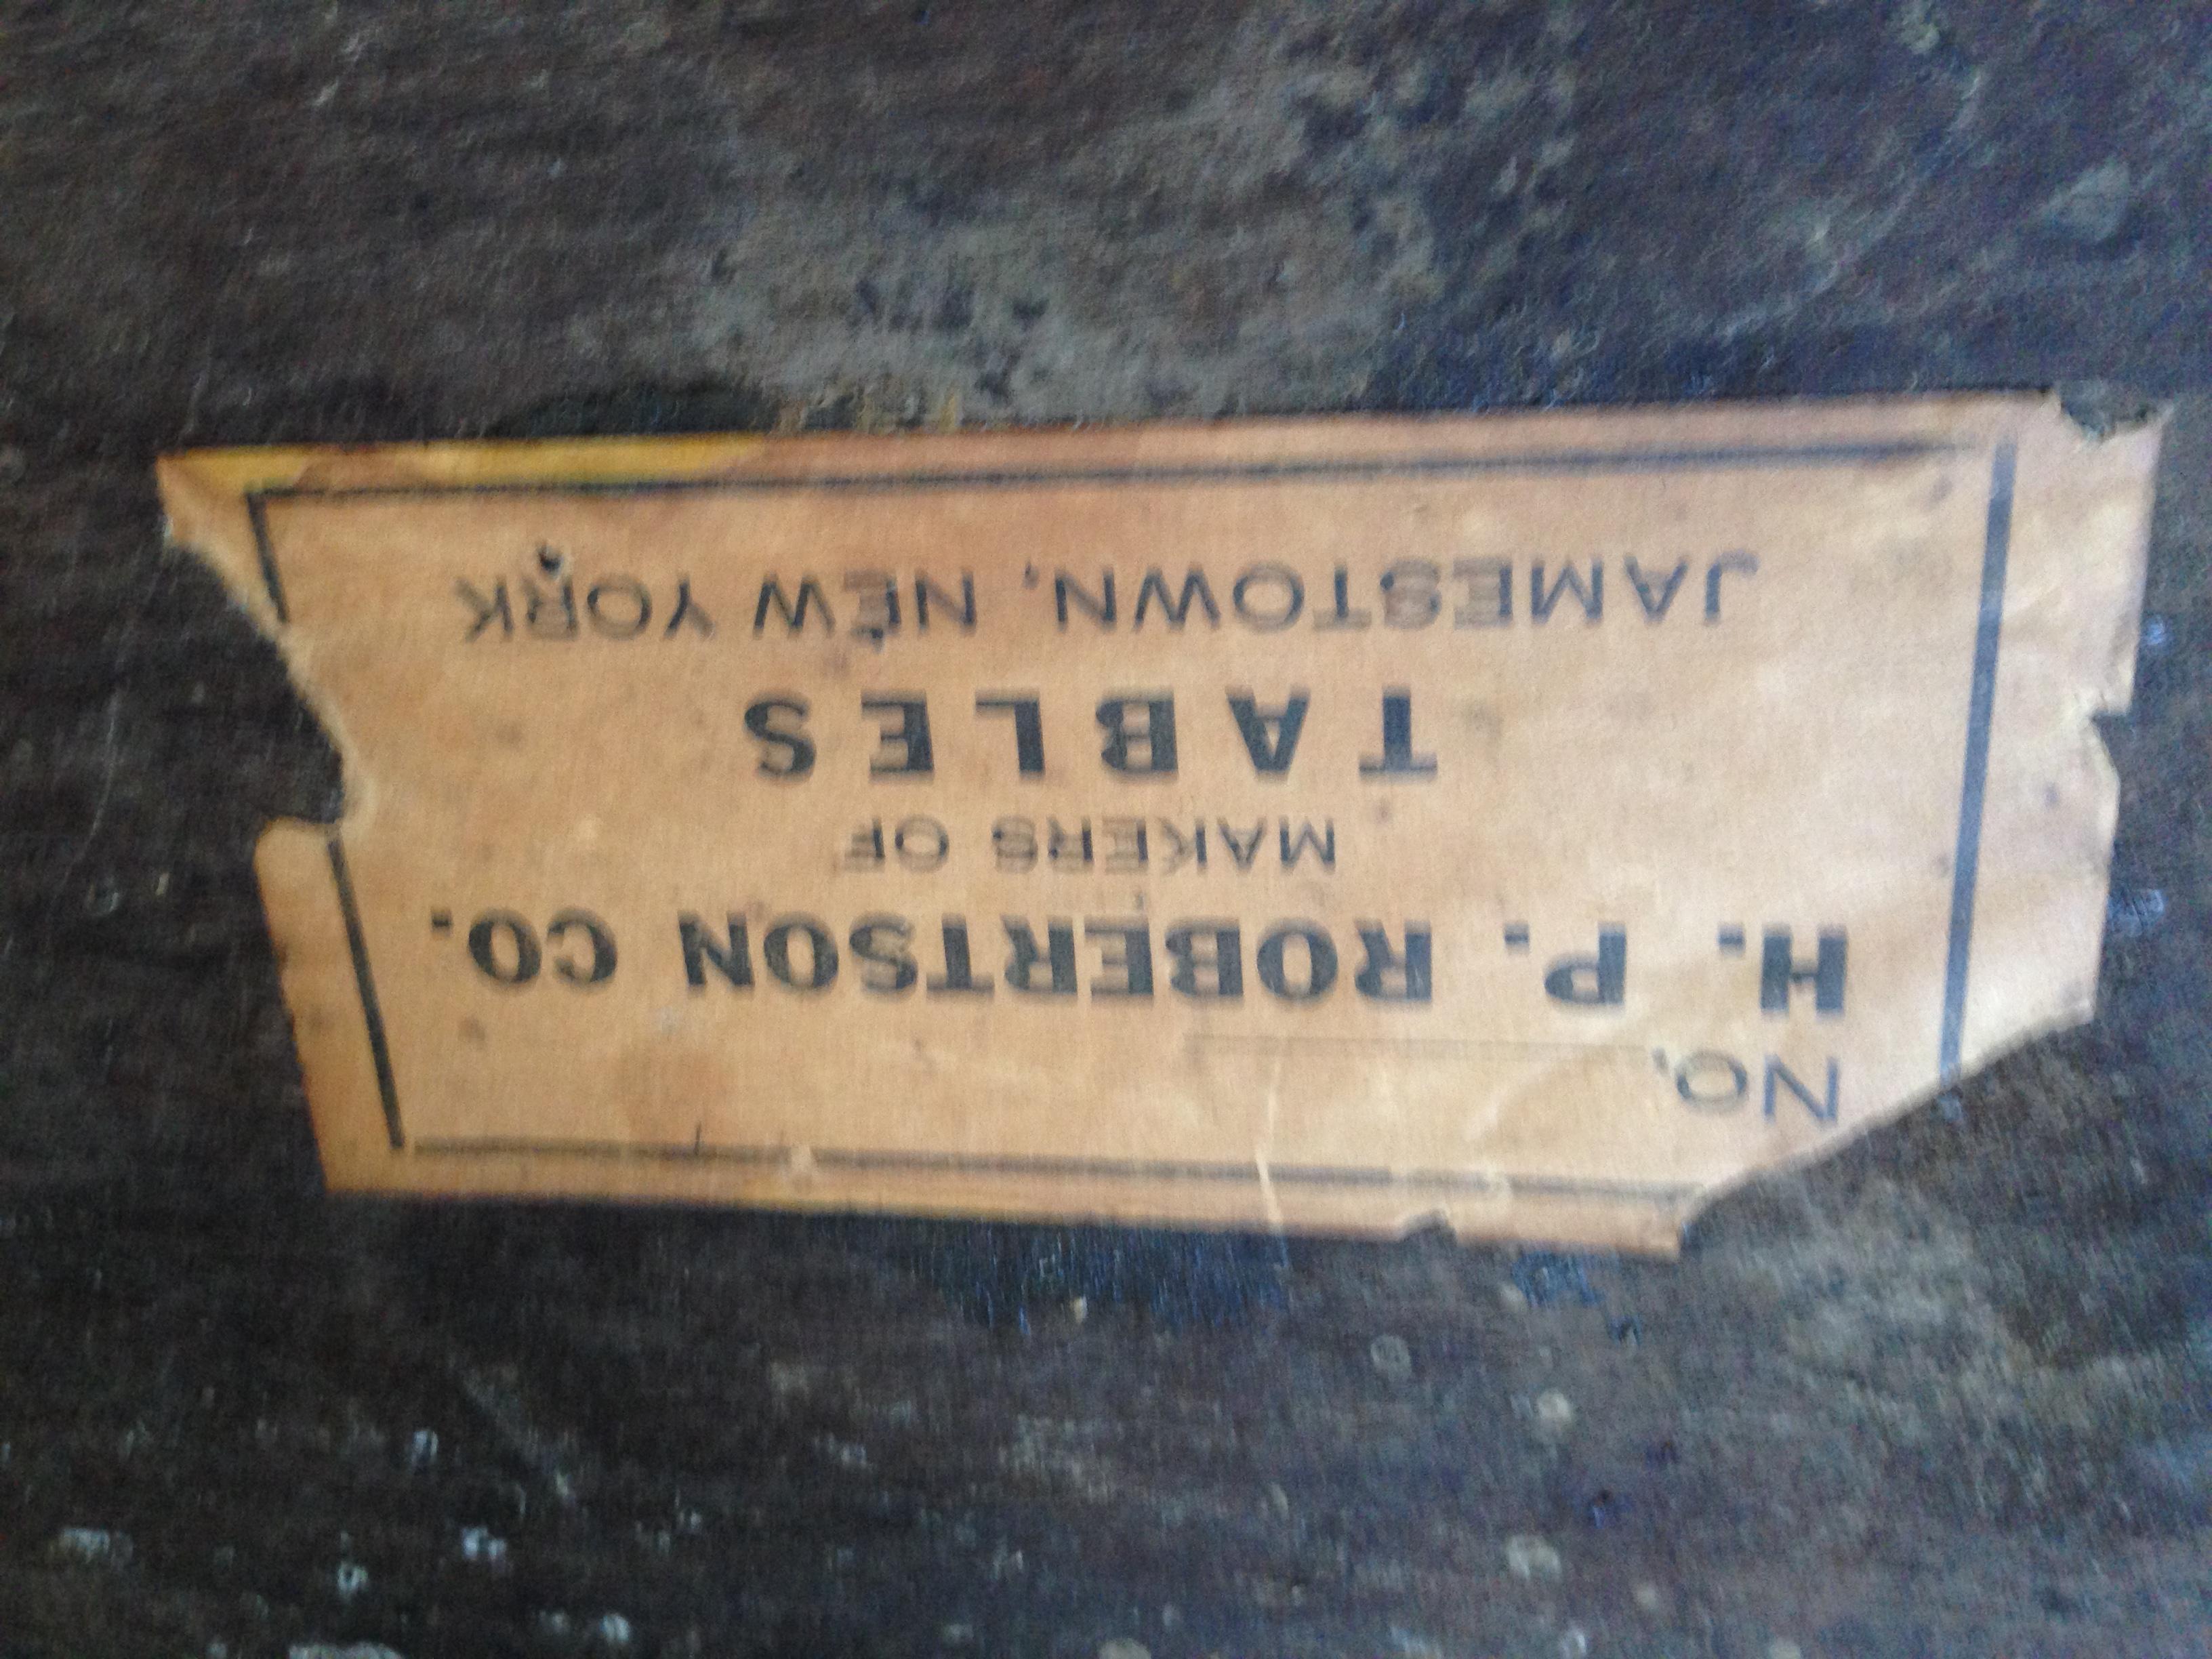 No.
H. P. ROBERTSON CO.
MAKERS OF
TABLES
JAMESTOWN, NEW YORK